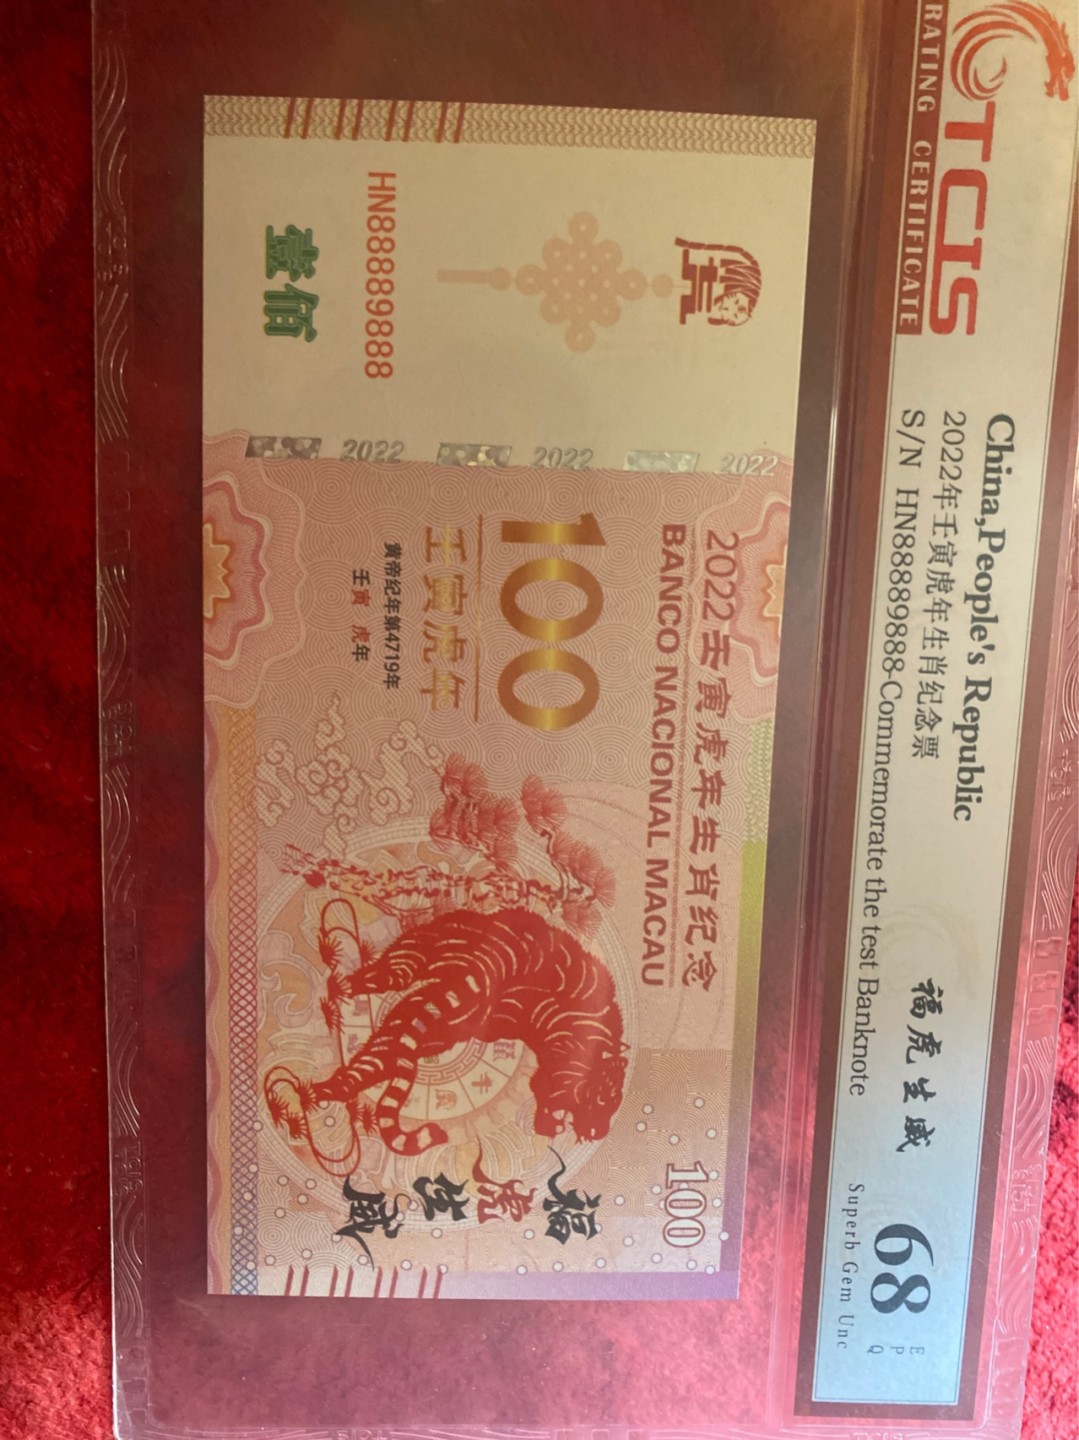 TCIS
RATING CERTIFICATE
China,People's Republic
2022年壬寅虎年生肖纪念票
S/N HN88889888-Commemorate the test Banknote
福虎生威
68
EPQ
Superb Gem Unc
2022壬寅虎年生肖纪念
BANCO NACIONAL MACAU
100
100
壬寅虎年
黄帝纪年第4719年
壬寅 虎年
HN88889888
壹佰
2022
2022
2022
福
虎
生
威